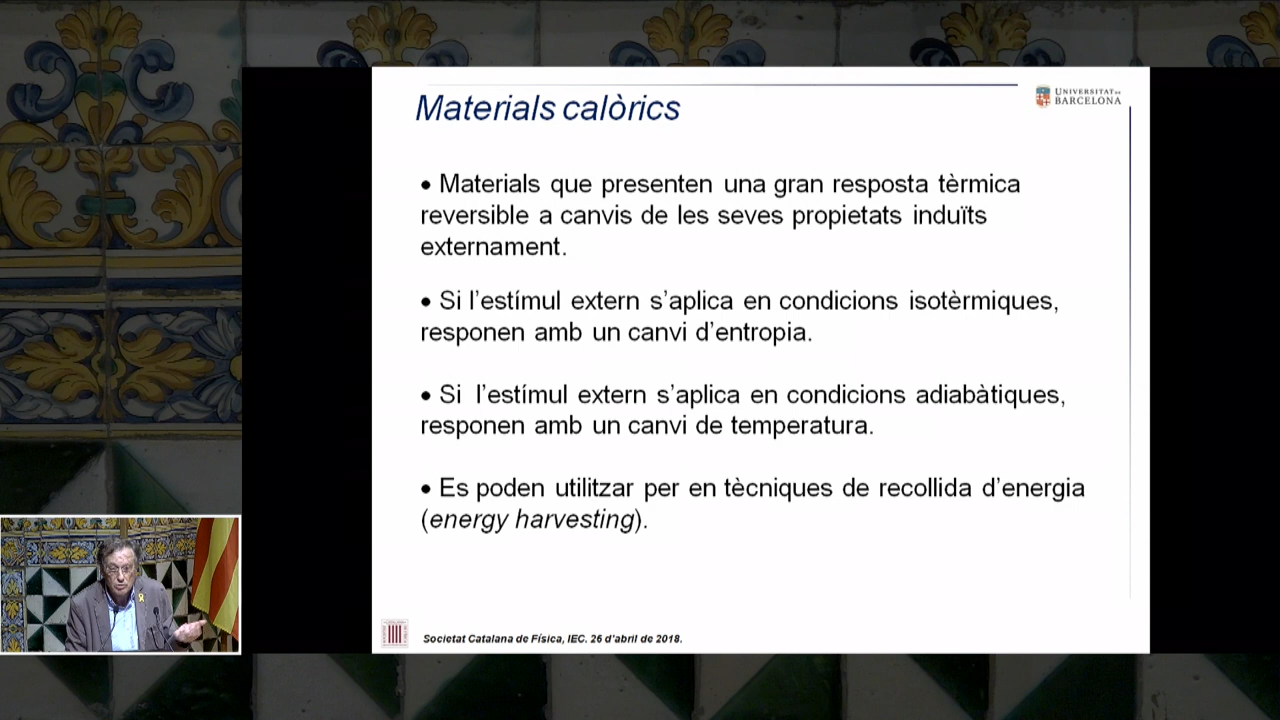 Materials calòrics
UNIVERSITAT DE
BARCELONA
• Materials que presenten una gran resposta tèrmica
reversible a canvis de les seves propietats induïts
externament.
• Si l’estímul extern s’aplica en condicions isotèrmiques,
responen amb un canvi d’entropia.
• Si l’estímul extern s’aplica en condicions adiabàtiques,
responen amb un canvi de temperatura.
• Es poden utilitzar per en tècniques de recollida d’energia
(energy harvesting).
Societat Catalana de Física, IEC. 26 d’abril de 2018.